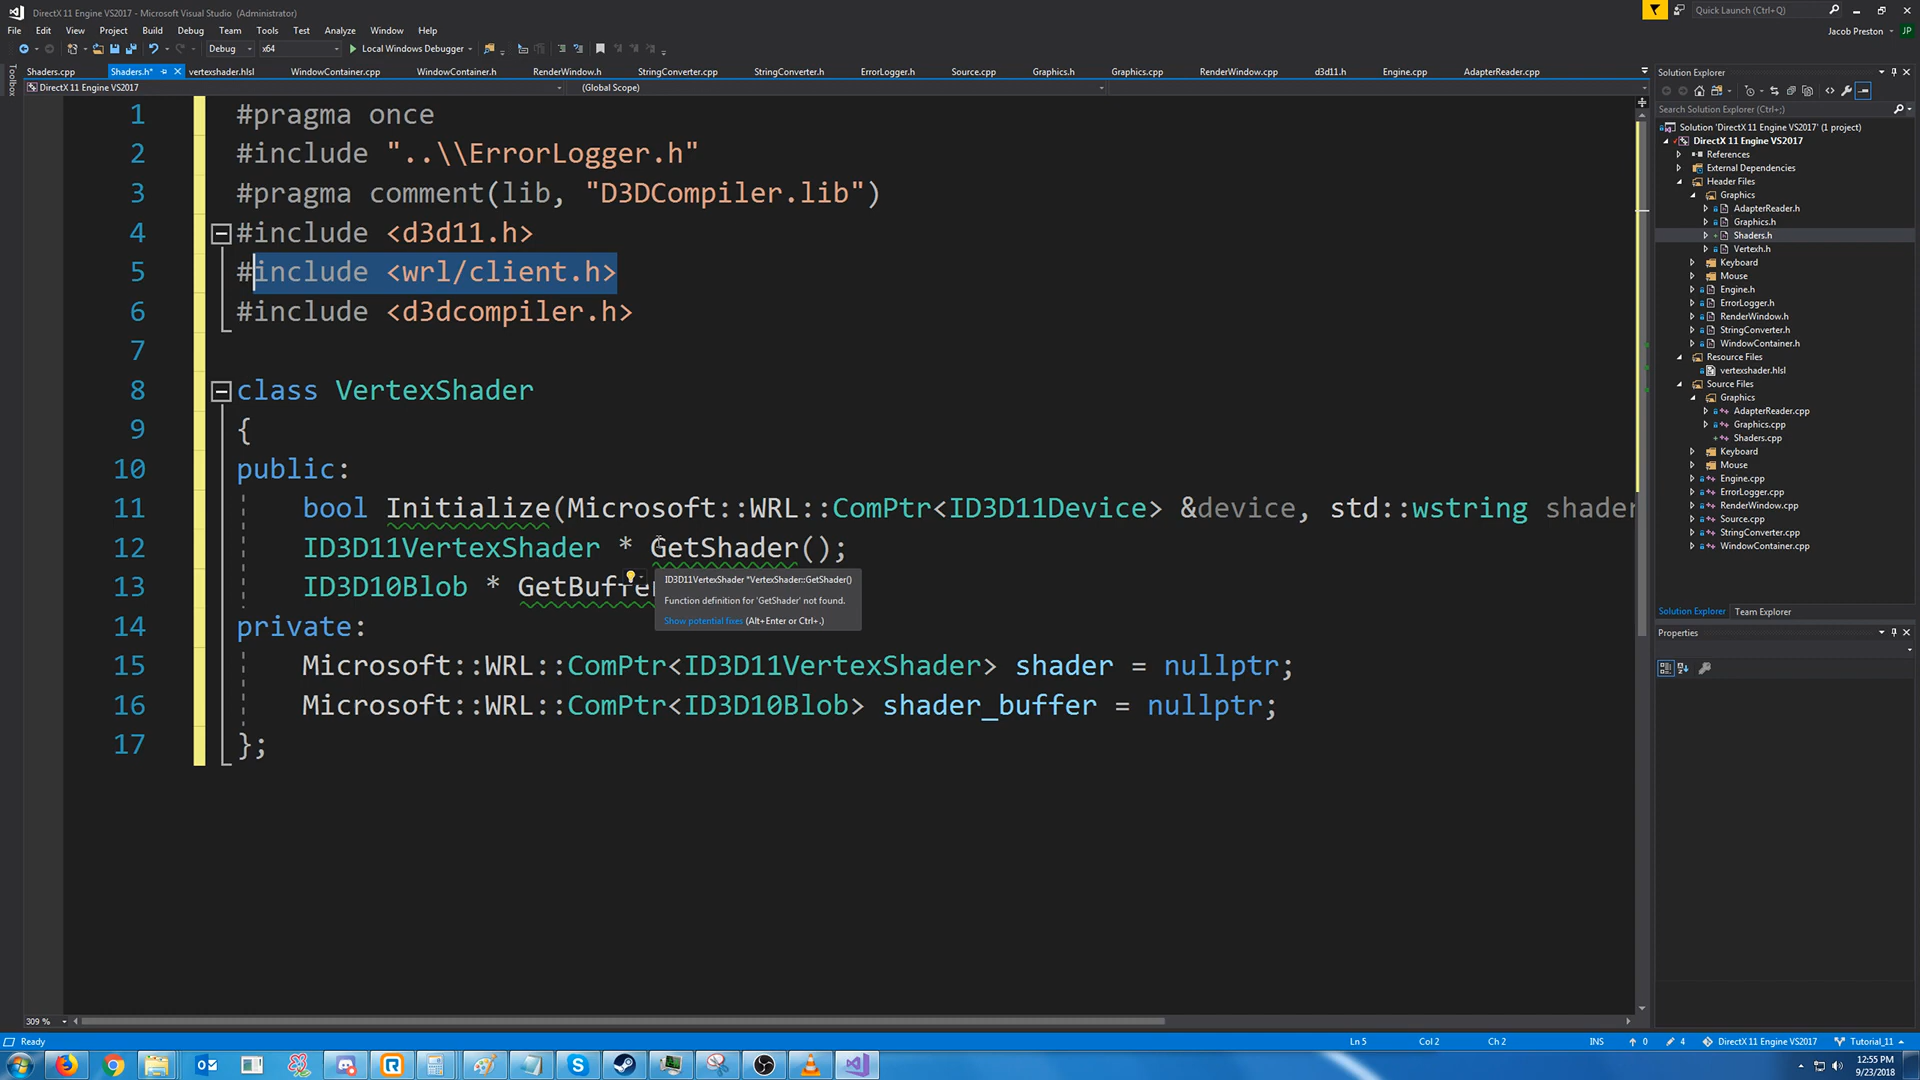 DirectX 11 Engine VS2017 - Microsoft Visual Studio (Administrator)
Quick Launch (Ctrl+Q)
File Edit View Project Build Debug Team Tools Test Analyze Window Help
Jacob Preston JP
Debug x64 Local Windows Debugger
Toolbox
Shaders.cpp Shaders.h* vertexshader.hlsl WindowContainer.cpp WindowContainer.h RenderWindow.h StringConverter.cpp StringConverter.h ErrorLogger.h Source.cpp Graphics.h Graphics.cpp RenderWindow.cpp d3d11.h Engine.cpp AdapterReader.cpp
DirectX 11 Engine VS2017 (Global Scope)
1 #pragma once
2 #include "..\\ErrorLogger.h"
3 #pragma comment(lib, "D3DCompiler.lib")
4 #include <d3d11.h>
5 #include <wrl/client.h>
6 #include <d3dcompiler.h>
7
8 class VertexShader
9 {
10 public:
11 bool Initialize(Microsoft::WRL::ComPtr<ID3D11Device> &device, std::wstring shader
12 ID3D11VertexShader * GetShader();
13 ID3D10Blob * GetBuffer
ID3D11VertexShader *VertexShader::GetShader()
Function definition for 'GetShader' not found.
Show potential fixes (Alt+Enter or Ctrl+.)
14 private:
15 Microsoft::WRL::ComPtr<ID3D11VertexShader> shader = nullptr;
16 Microsoft::WRL::ComPtr<ID3D10Blob> shader_buffer = nullptr;
17 };
309 %
Solution Explorer
Search Solution Explorer (Ctrl+;)
Solution 'DirectX 11 Engine VS2017' (1 project)
DirectX 11 Engine VS2017
References
External Dependencies
Header Files
Graphics
AdapterReader.h
Graphics.h
Shaders.h
Vertexh.h
Keyboard
Mouse
Engine.h
ErrorLogger.h
RenderWindow.h
StringConverter.h
WindowContainer.h
Resource Files
vertexshader.hlsl
Source Files
Graphics
AdapterReader.cpp
Graphics.cpp
Shaders.cpp
Keyboard
Mouse
Engine.cpp
ErrorLogger.cpp
RenderWindow.cpp
Source.cpp
StringConverter.cpp
WindowContainer.cpp
Solution Explorer Team Explorer
Properties
Ready Ln 5 Col 2 Ch 2 INS 0 4 DirectX 11 Engine VS2017 Tutorial_11
12:55 PM
9/23/2018